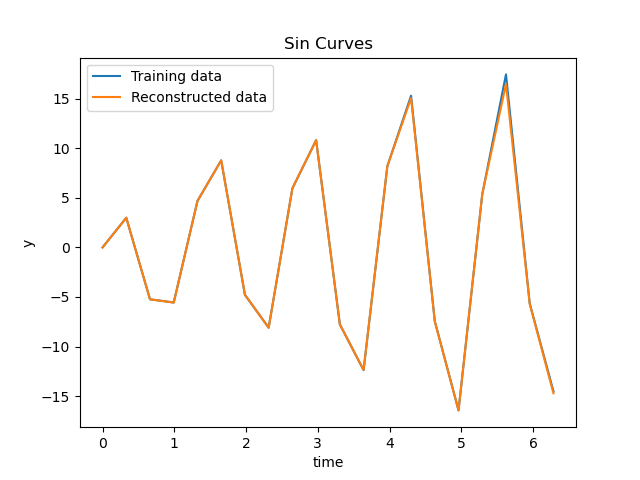 Sin Curves
Training data
Reconstructed data
15
10
5
0
−5
−10
−15
y
0 1 2 3 4 5 6
time